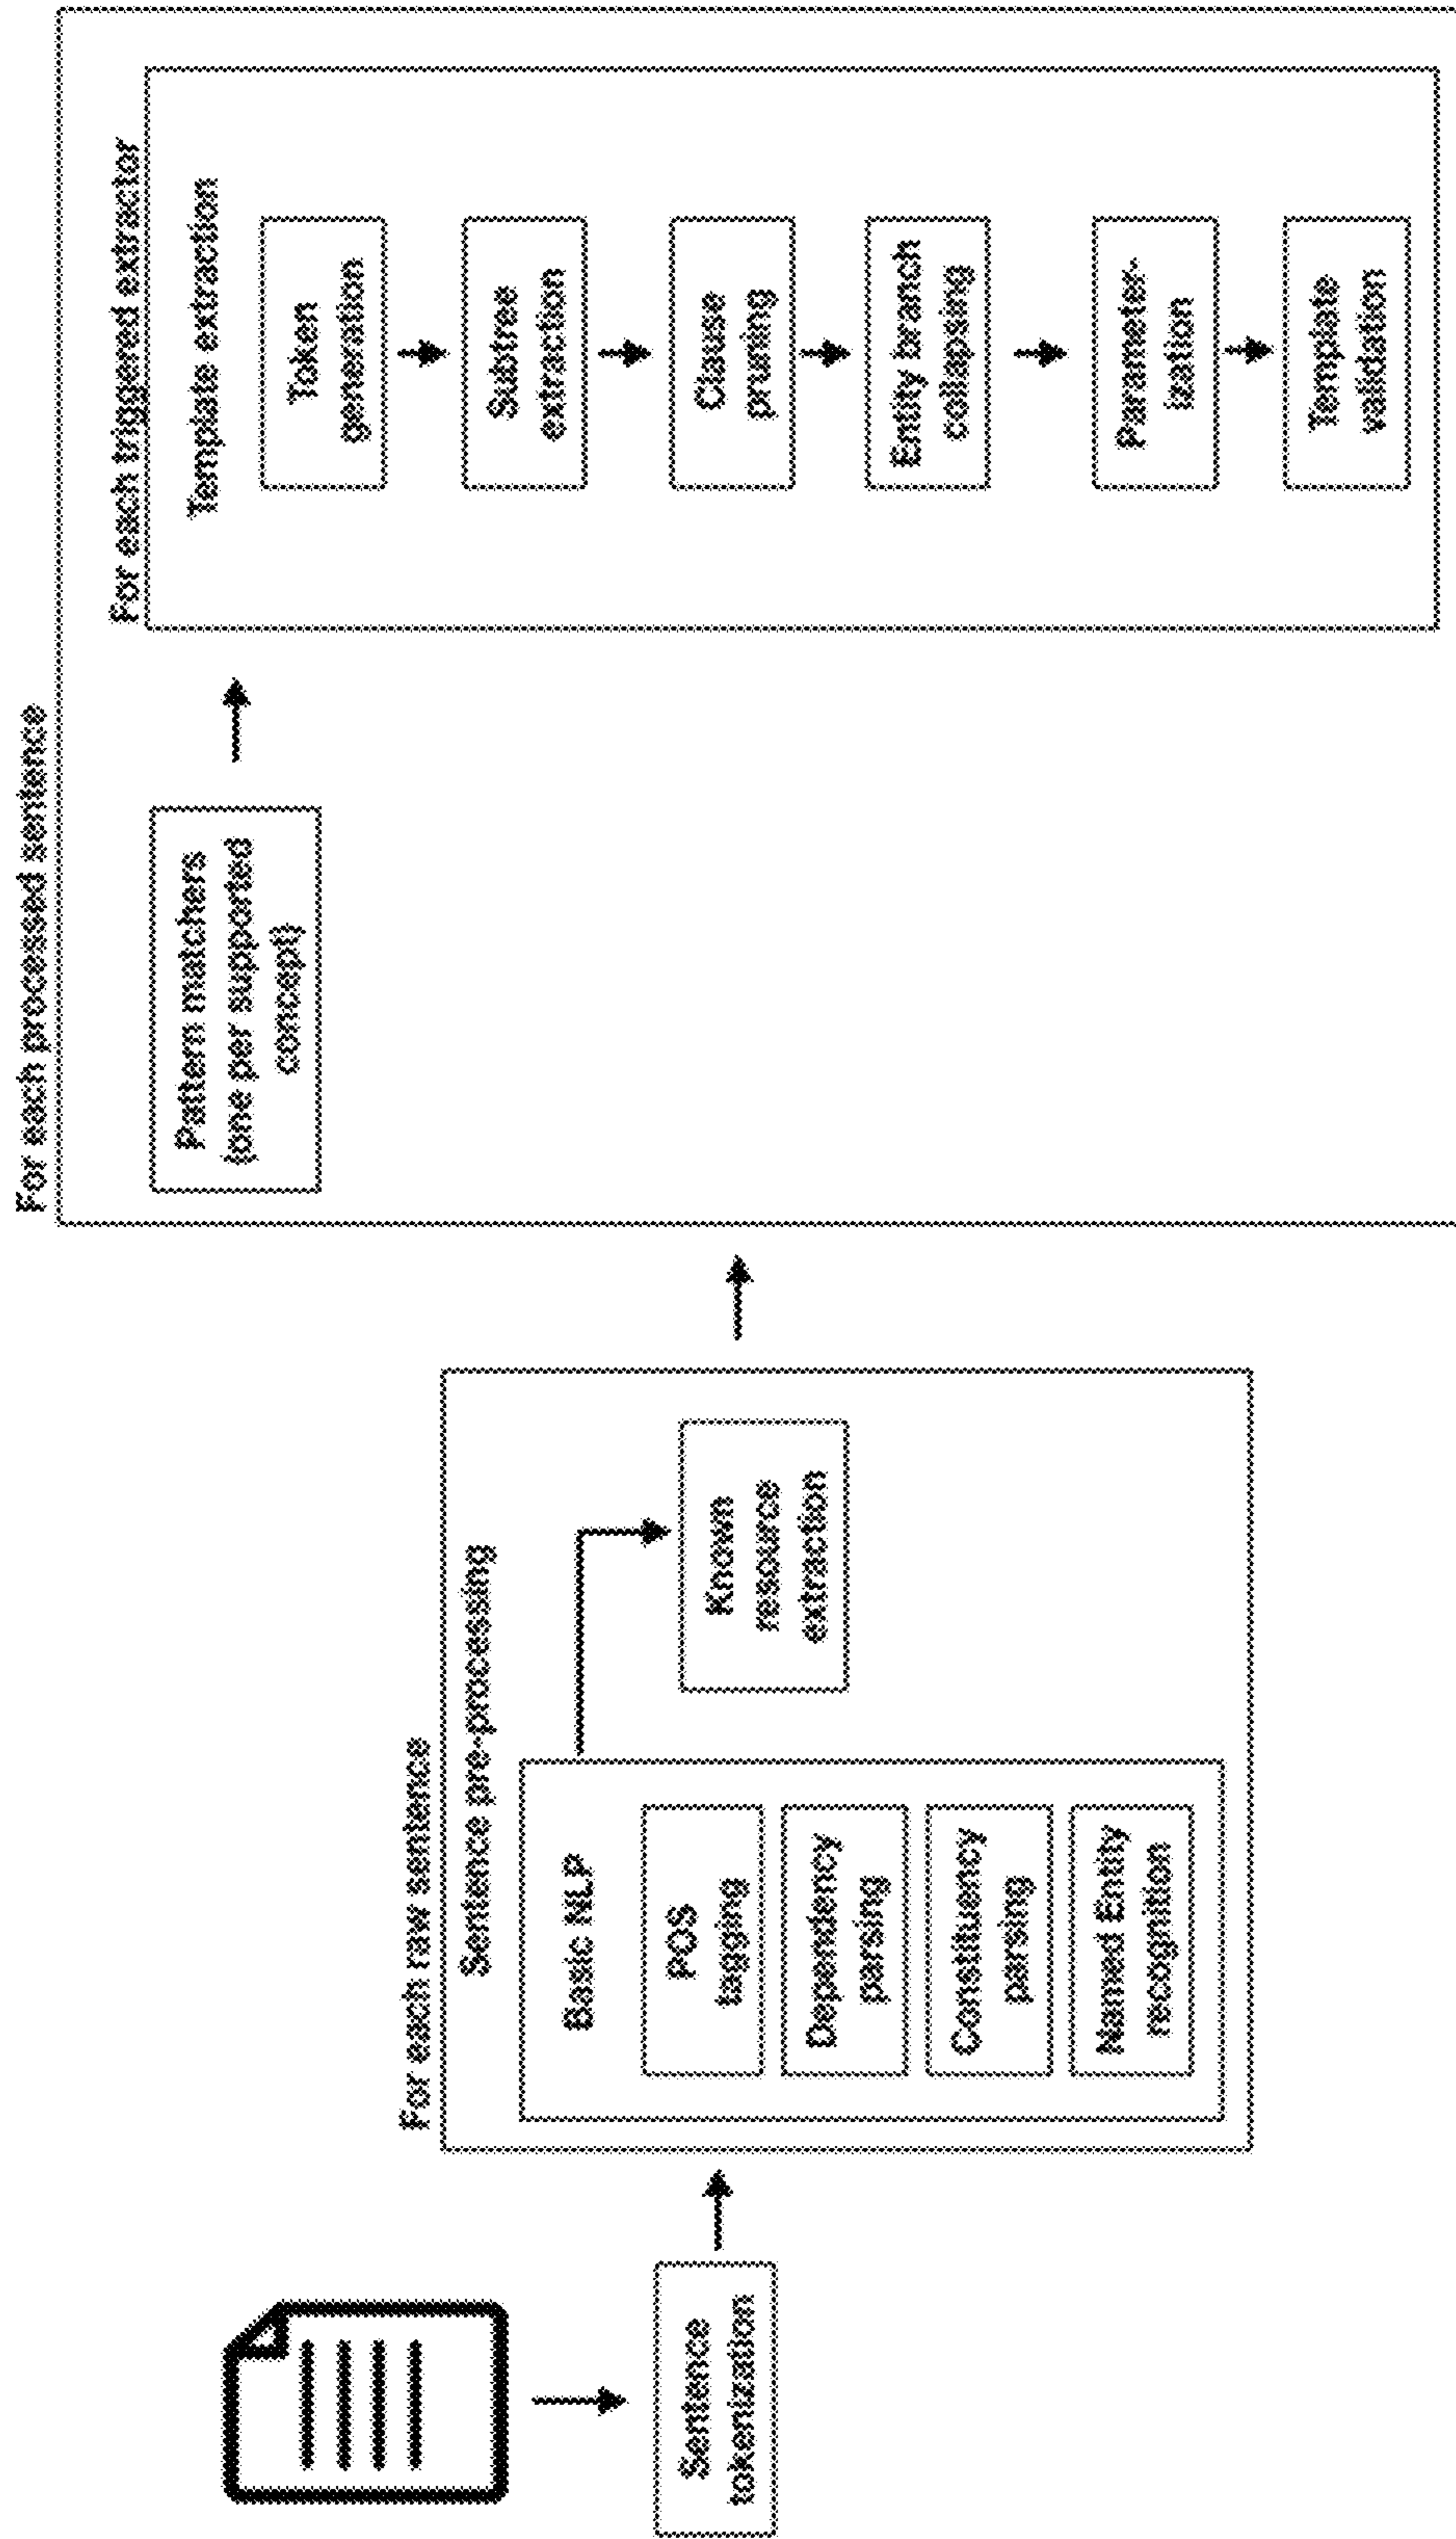 Sentence
tokenization
For each raw sentence
Sentence pre-processing
Basic NLP
POS
tagging
Dependency
parsing
Constituency
parsing
Named Entity
recognition
Known
resource
extraction
For each processed sentence
Pattern matchers
(one per supported
concept)
For each triggered extractor
Template extraction
Token
generation
Subtree
extraction
Clause
pruning
Entity branch
collapsing
Parameter-
ization
Template
validation